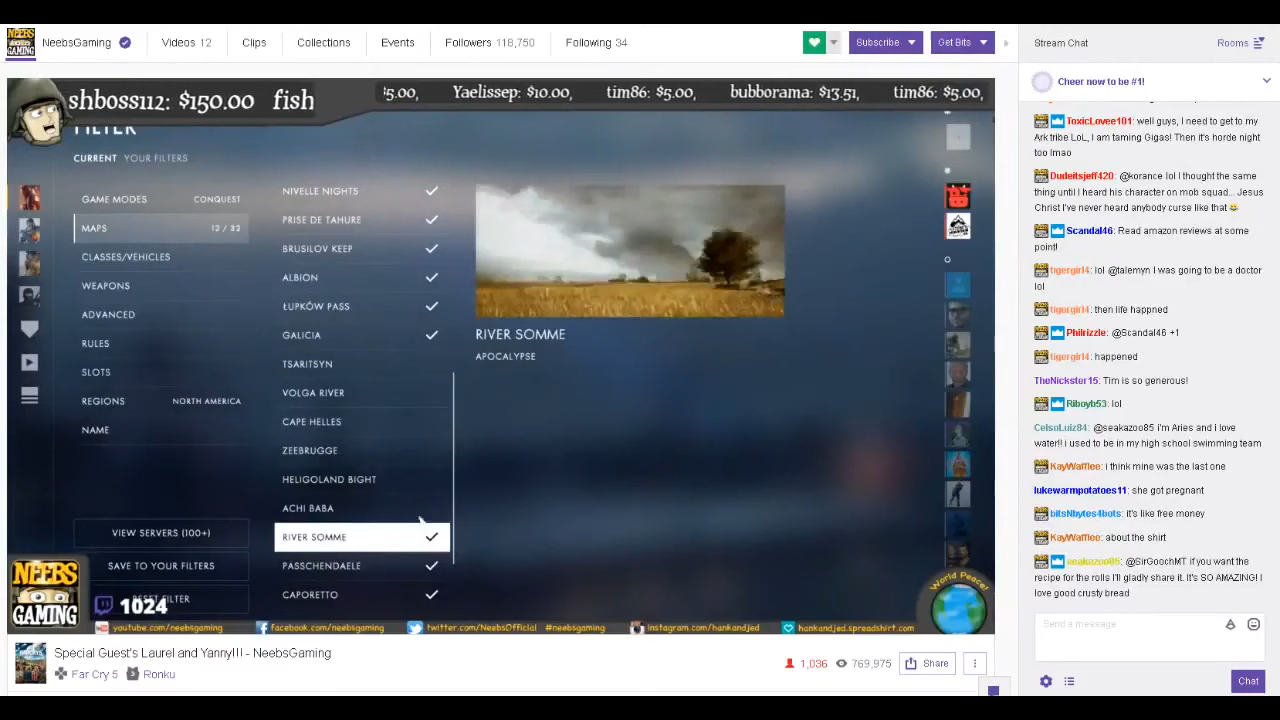 NeebsGaming
Videos 12
Clips
Collections
Events
Followers 118,750
Following 34
Subscribe
Get Bits
shboss112: $150.00 fish
5.00, Yaelissep: $10.00, tim86: $5.00, bubborama: $13.51, tim86: $5.00,
FILTER
CURRENT YOUR FILTERS
GAME MODES CONQUEST
MAPS 12 / 32
CLASSES/VEHICLES
WEAPONS
ADVANCED
RULES
SLOTS
REGIONS NORTH AMERICA
NAME
VIEW SERVERS (100+)
SAVE TO YOUR FILTERS
RESET FILTER
NIVELLE NIGHTS
PRISE DE TAHURE
BRUSILOV KEEP
ALBION
ŁUPKÓW PASS
GALICIA
TSARITSYN
VOLGA RIVER
CAPE HELLES
ZEEBRUGGE
HELIGOLAND BIGHT
ACHI BABA
RIVER SOMME
PASSCHENDAELE
CAPORETTO
RIVER SOMME
APOCALYPSE
NEEBS
GAMING
1024
World Peace!
youtube.com/neebsgaming
facebook.com/neebsgaming
twitter.com/NeebsOfficial #neebsgaming
instagram.com/hankandjed
hankandjed.spreadshirt.com
Special Guest's Laurel and Yanny!!! - NeebsGaming
Far Cry 5
Ronku
1,036
769,975
Share
Stream Chat
Rooms
Cheer now to be #1!
ToxicLovee101: well guys, I need to get to my
Ark tribe LoL, I am taming Gigas! Then it's horde night
too lmao
Dudeitsjeff420: @korance lol I thought the same
thing until I heard his character on mob squad... Jesus
Christ I've never heard anybody curse like that 😂
Scandal46: Read amazon reviews at some
point!
tigergirl4: lol @talemyn I was going to be a doctor
lol
tigergirl4: then life happned
Philrizzle: @Scandal46 +1
tigergirl4: happened
TheNickster15: Tim is so generous!
Riboyb53: lol
CelsoLuiz84: @seakazoo85 i'm Aries and i love
water!! i used to be in my high school swimming team
KayWafflee: i think mine was the last one
lukewarmpotatoes11: she got pregnant
bitsNbytes4bots: it's like free money
KayWafflee: about the shirt
seakazoo85: @SirGoochMT if you want the
recipe for the rolls I'll gladly share it. It's SO AMAZING! I
love good crusty bread
Send a message
Chat